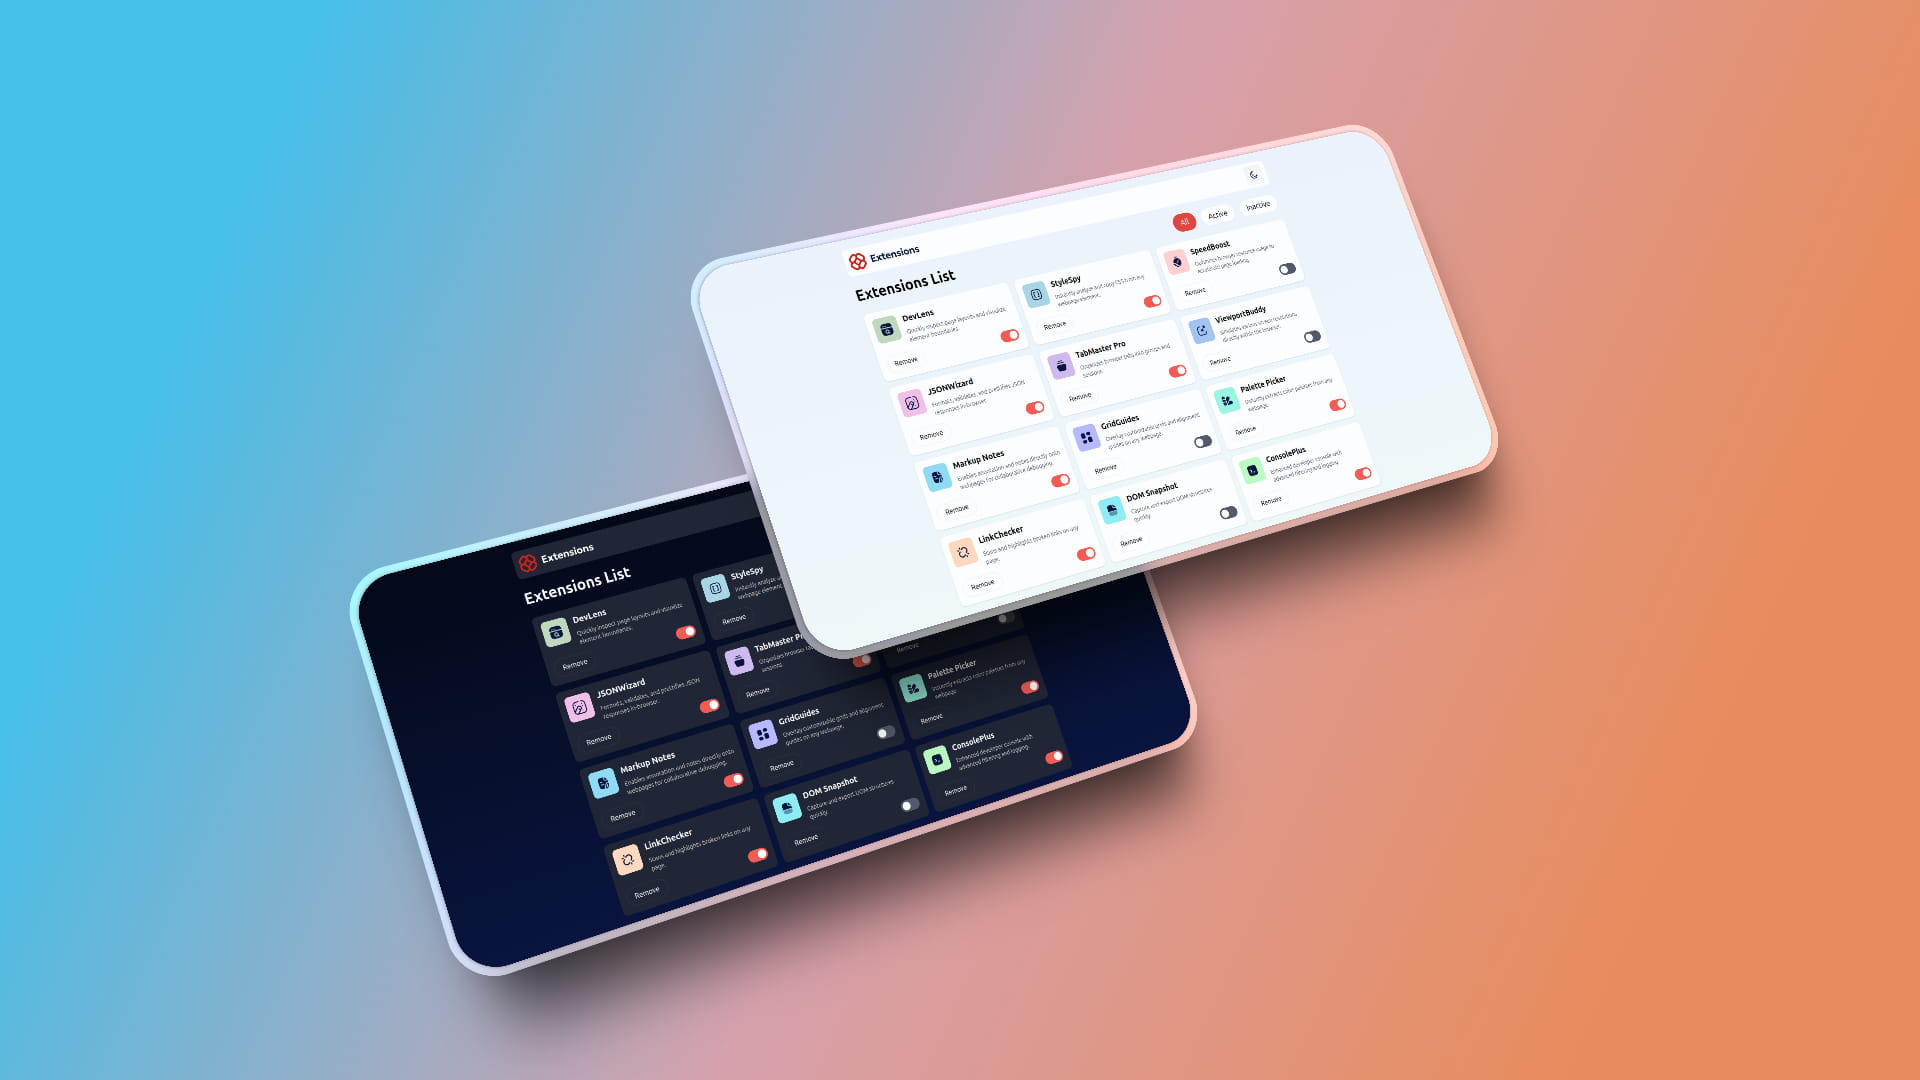 Extensions
Extensions List
All
Active
Inactive
DevLens
Quickly inspect page layouts and visualize
element boundaries.
Remove
StyleSpy
Instantly analyze and copy CSS from any
webpage element.
Remove
SpeedBoost
Optimizes browser resource usage to
accelerate page loading.
Remove
JSONWizard
Formats, validates, and prettifies JSON
responses in-browser.
Remove
TabMaster Pro
Organizes browser tabs into groups and
sessions.
Remove
ViewportBuddy
Simulates various screen resolutions
directly within the browser.
Remove
Markup Notes
Enables annotation and notes directly onto
webpages for collaborative debugging.
Remove
GridGuides
Overlay customizable grids and alignment
guides on any webpage.
Remove
Palette Picker
Instantly extracts color palettes from any
webpage.
Remove
LinkChecker
Scans and highlights broken links on any
page.
Remove
DOM Snapshot
Capture and export DOM structures
quickly.
Remove
ConsolePlus
Enhanced developer console with
advanced filtering and logging.
Remove
Extensions
Extensions List
DevLens
Quickly inspect page layouts and visualize
element boundaries.
Remove
StyleSpy
Instantly analyze
webpage element
Remove
JSONWizard
Formats, validates, and prettifies JSON
responses in-browser.
Remove
TabMaster
Organizes browser
sessions.
Remove
Remove
Markup Notes
Enables annotation and notes directly onto
webpages for collaborative debugging.
Remove
GridGuides
Overlay customizable grids and alignment
guides on any webpage.
Remove
Palette Picker
Instantly extracts color palettes from any
webpage.
Remove
LinkChecker
Scans and highlights broken links on any
page.
Remove
DOM Snapshot
Capture and export DOM structures
quickly.
Remove
ConsolePlus
Enhanced developer console with
advanced filtering and logging.
Remove